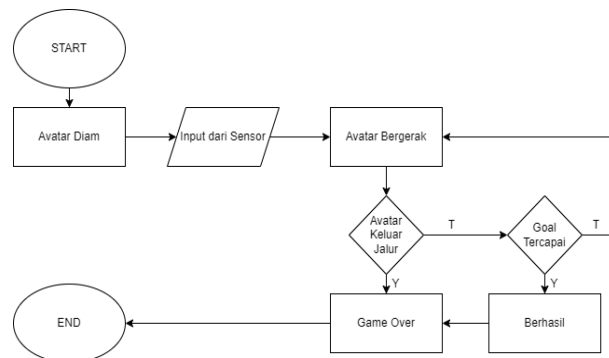 START
Avatar Diam
Input dari Sensor
Avatar Bergerak
Avatar
Keluar
Jalur
T
Goal
Tercapai
T
Y
Y
END
Game Over
Berhasil